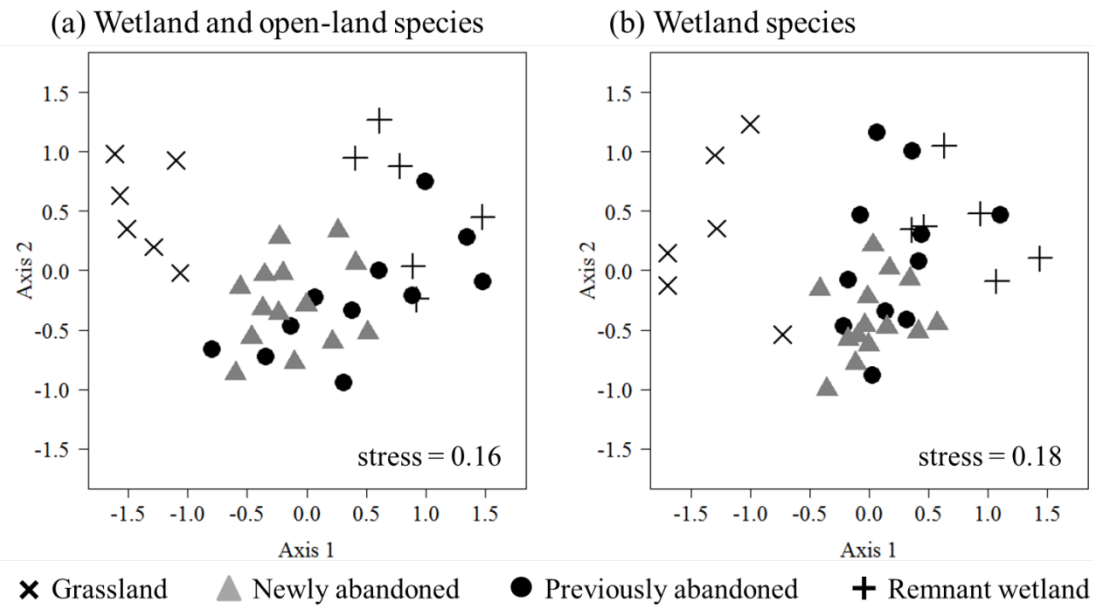 (a) Wetland and open-land species
(b) Wetland species
1.5
1.0
0.5
0.0
-0.5
-1.0
-1.5
Axis 2
-1.5 -1.0 -0.5 0.0 0.5 1.0 1.5
Axis 1
stress = 0.16
1.5
1.0
0.5
0.0
-0.5
-1.0
-1.5
Axis 2
-1.5 -1.0 -0.5 0.0 0.5 1.0 1.5
Axis 1
stress = 0.18
Grassland Newly abandoned Previously abandoned Remnant wetland